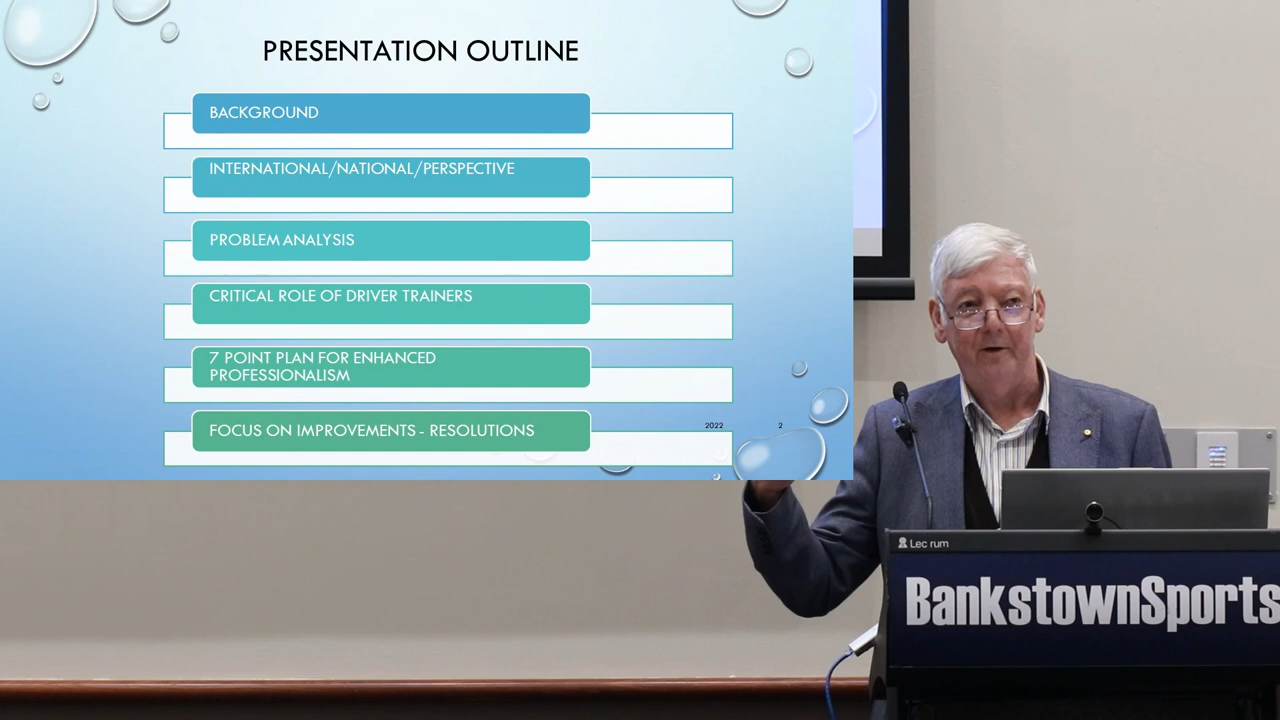 PRESENTATION OUTLINE
BACKGROUND
INTERNATIONAL/NATIONAL/PERSPECTIVE
PROBLEM ANALYSIS
CRITICAL ROLE OF DRIVER TRAINERS
7 POINT PLAN FOR ENHANCED
PROFESSIONALISM
FOCUS ON IMPROVEMENTS - RESOLUTIONS
2022
2
Lec rum
BankstownSports